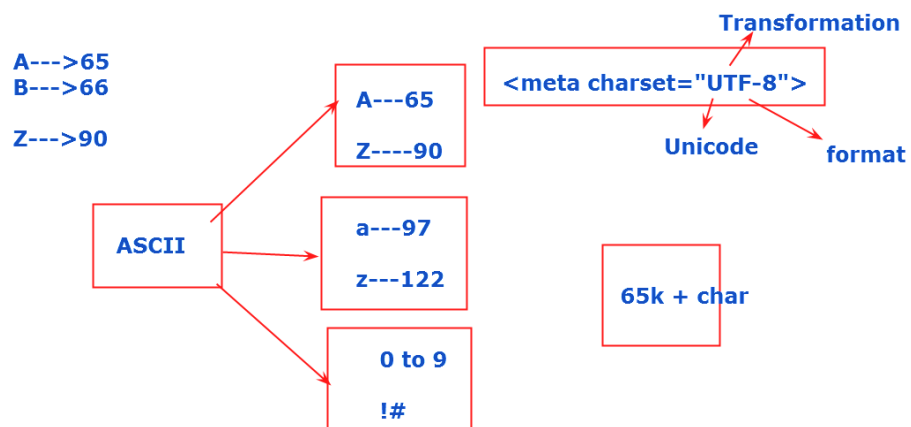 A--->65
B--->66
Z--->90
ASCII
A---65
Z----90
a---97
z---122
0 to 9
!#
Transformation
<meta charset="UTF-8">
Unicode
format
65k + char